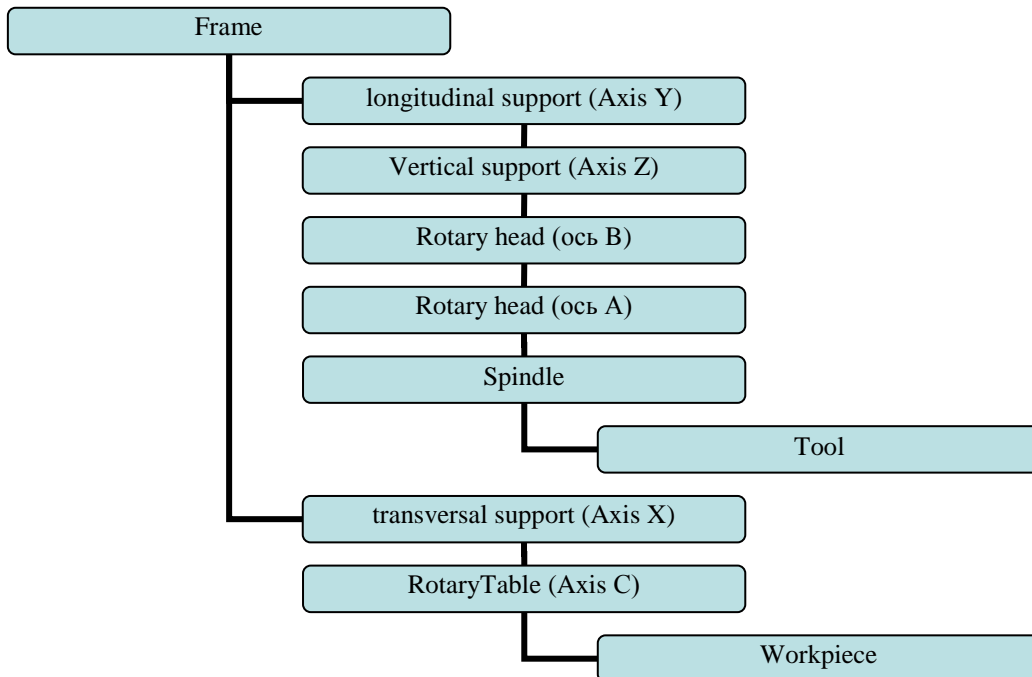 Frame
longitudinal support (Axis Y)
Vertical support (Axis Z)
Rotary head (ось B)
Rotary head (ось A)
Spindle
Tool
transversal support (Axis X)
RotaryTable (Axis C)
Workpiece